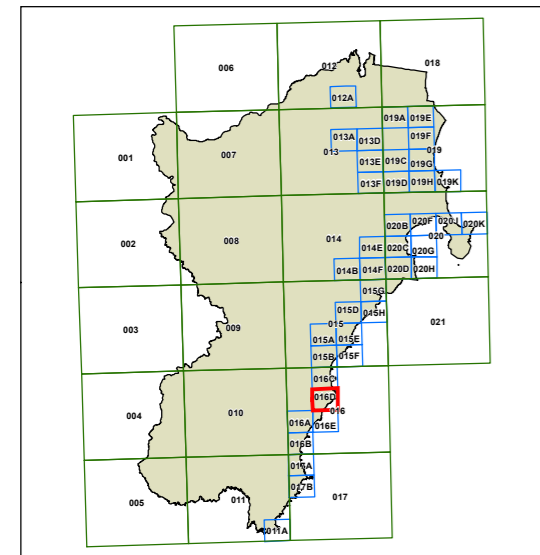 006 012 018
012A
019A 019E
001 007 013A 013D 019F
013 019
013E 019C 019G
013F 019D 019H 019K
002 008 014 020B 020F 020J 020K
020
014E 020C 020G
014B 014F 020D 020H
015G
003 009 015D 015H 021
015
015A 015E
015B 015F
016C
004 010 016D
016
016A 016E
016B
017A
005 011 017B 017
011A